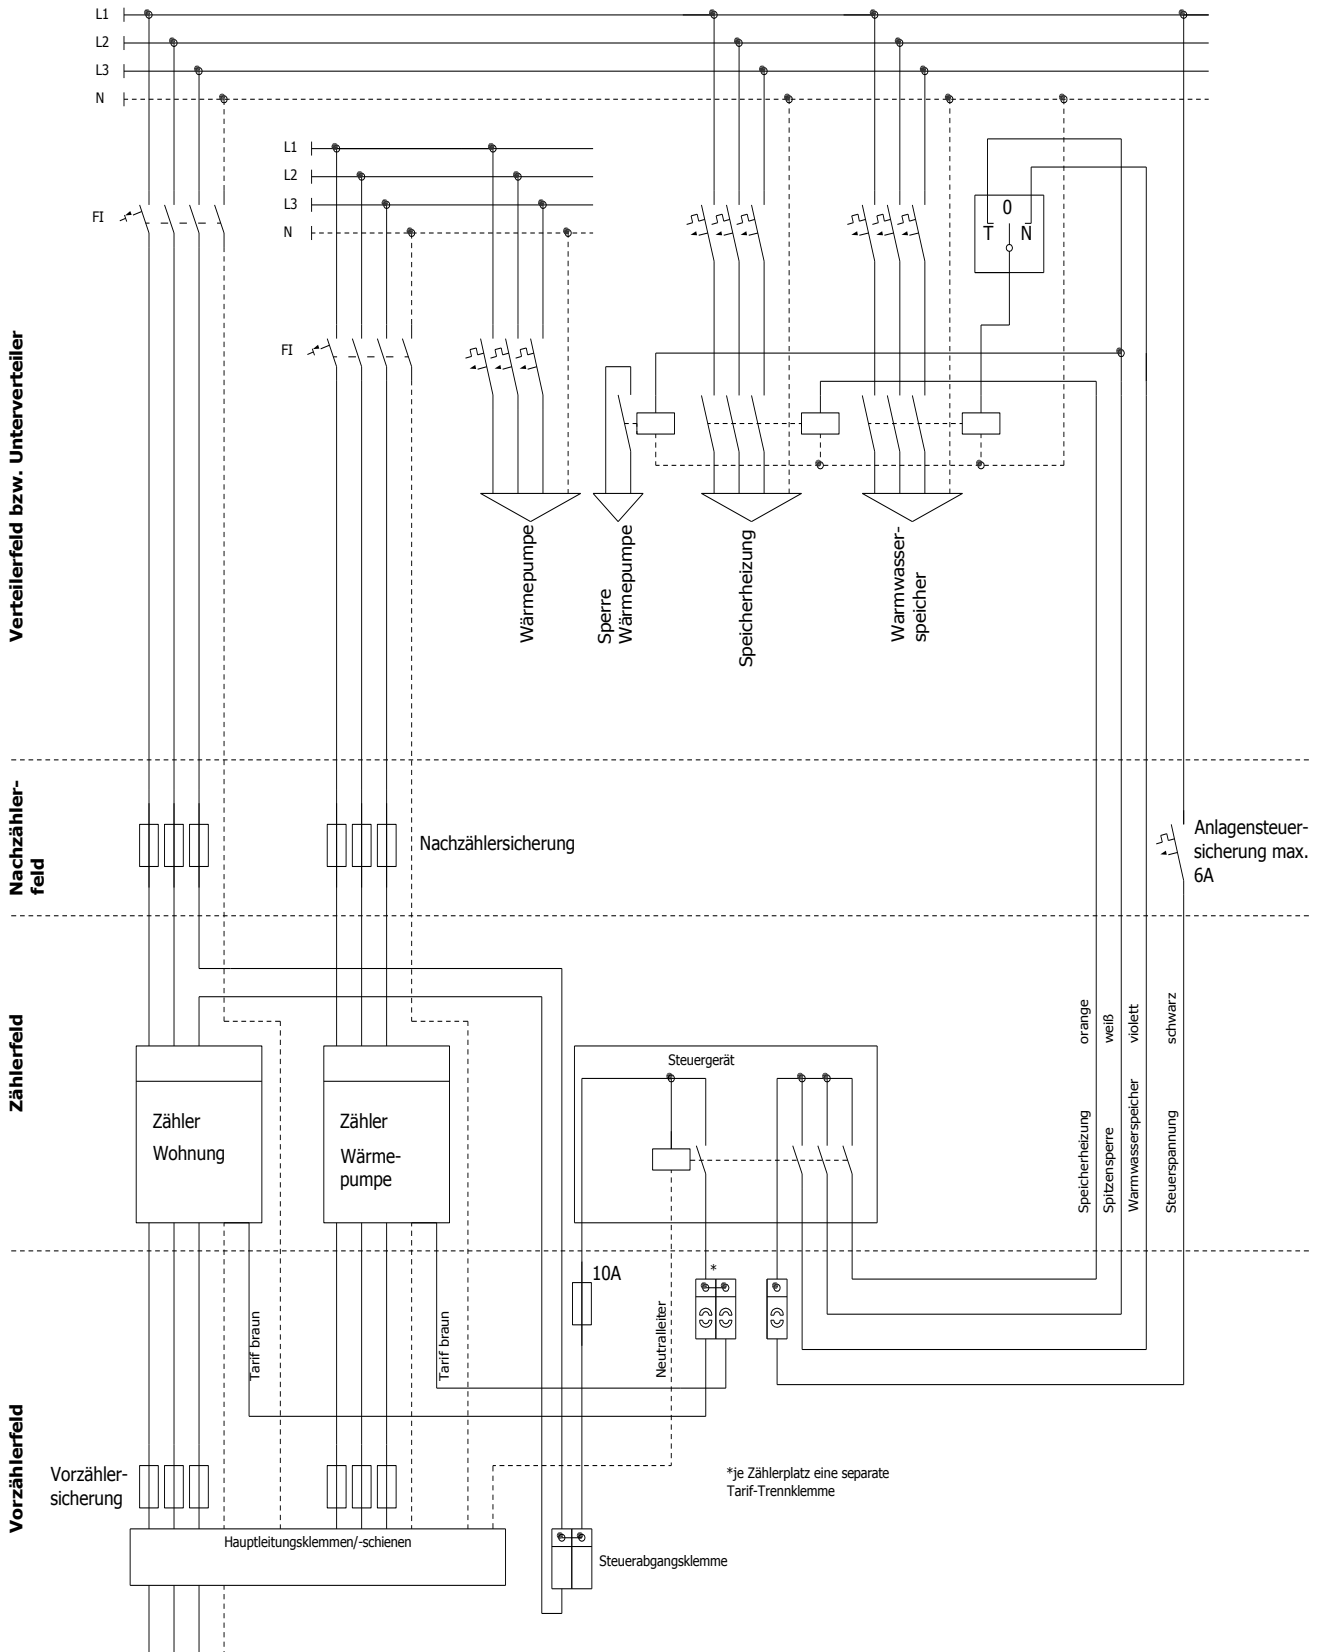 L1
L2
L3
N
L1
L2
L3
N
FI
FI
0
T
N
Verteilerfeld bzw. Unterverteiler
Wärmepumpe
Sperre
Wärmepumpe
Speicherheizung
Warmwasser-
speicher
Nachzähler-
feld
Nachzählersicherung
Anlagensteuer-
sicherung max.
6A
Zählerfeld
Zähler
Wohnung
Zähler
Wärme-
pumpe
Steuergerät
Speicherheizung orange
Spitzensperre weiß
Warmwasserspeicher violett
Steuerspannung schwarz
Vorzählerfeld
Tarif braun
Tarif braun
10A
Neutralleiter
*
Vorzähler-
sicherung
*je Zählerplatz eine separate
Tarif-Trennklemme
Hauptleitungsklemmen/-schienen
Steuerabgangsklemme